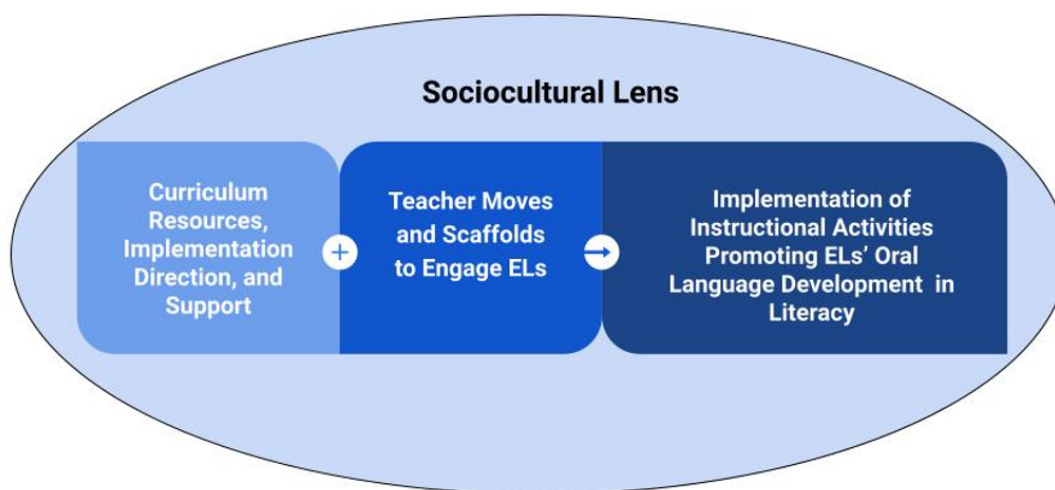 Sociocultural Lens
Curriculum
Resources,
Implementation
Direction, and
Support
+
Teacher Moves
and Scaffolds
to Engage ELs
→
Implementation of
Instructional Activities
Promoting ELs’ Oral
Language Development in
Literacy